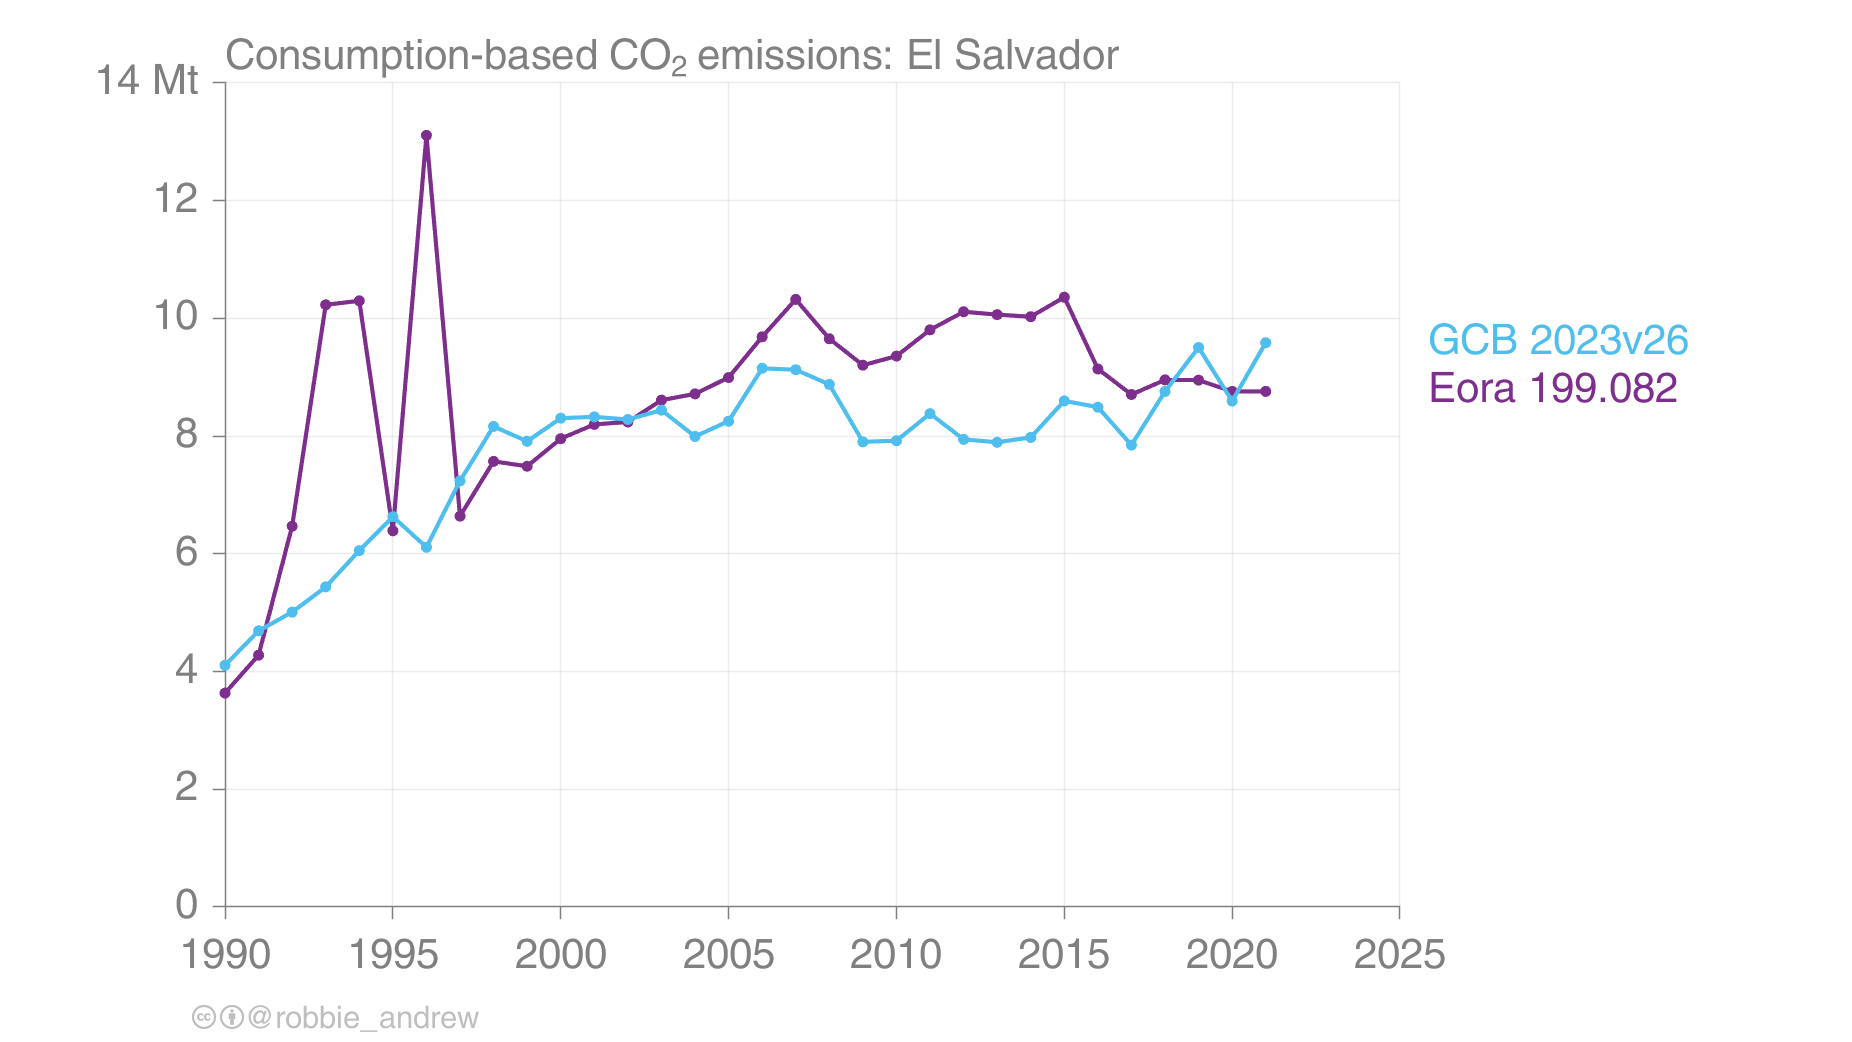 Consumption-based CO₂ emissions: El Salvador
14 Mt
12
10
8
6
4
2
0
1990 1995 2000 2005 2010 2015 2020 2025
GCB 2023v26
Eora 199.082
cc @robbie_andrew